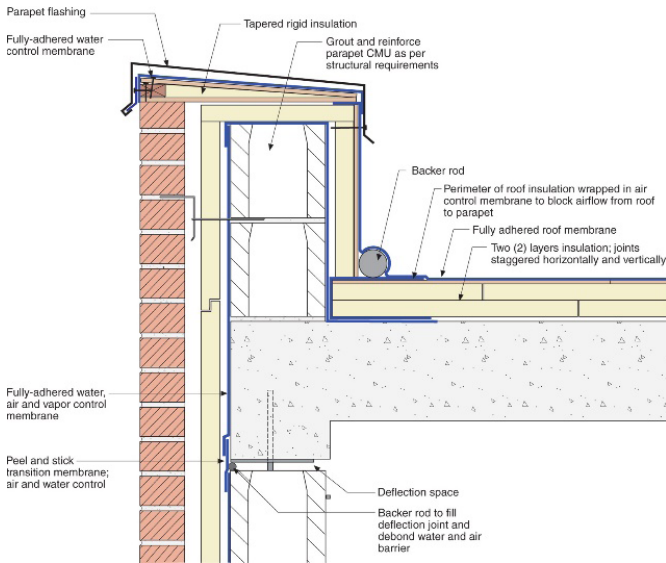 Parapet flashing
Fully-adhered water
control membrane
Tapered rigid insulation
Grout and reinforce
parapet CMU as per
structural requirements
Backer rod
Perimeter of roof insulation wrapped in air
control membrane to block airflow from roof
to parapet
Fully adhered roof membrane
Two (2) layers insulation; joints
staggered horizontally and vertically
Fully-adhered water,
air and vapor control
membrane
Peel and stick
transition membrane;
air and water control
Deflection space
Backer rod to fill
deflection joint and
debond water and air
barrier